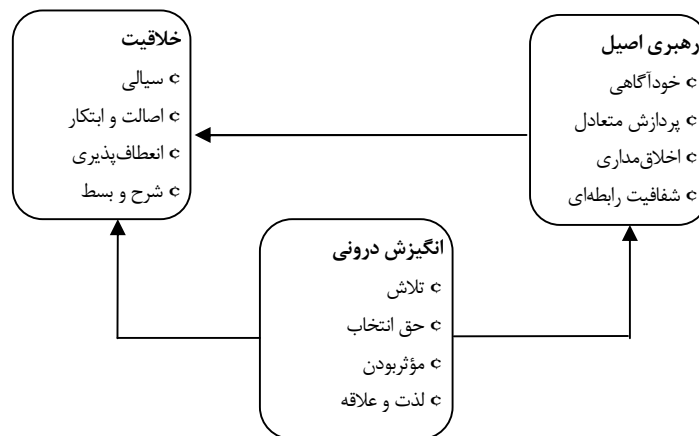 رهبری اصیل
¢ خودآگاهی
¢ پردازش متعادل
¢ اخلاق‌مداری
¢ شفافیت رابطه‌ای
خلاقیت
¢ سیالی
¢ اصالت و ابتکار
¢ انعطاف‌پذیری
¢ شرح و بسط
انگیزش درونی
¢ تلاش
¢ حق انتخاب
¢ مؤثربودن
¢ لذت و علاقه